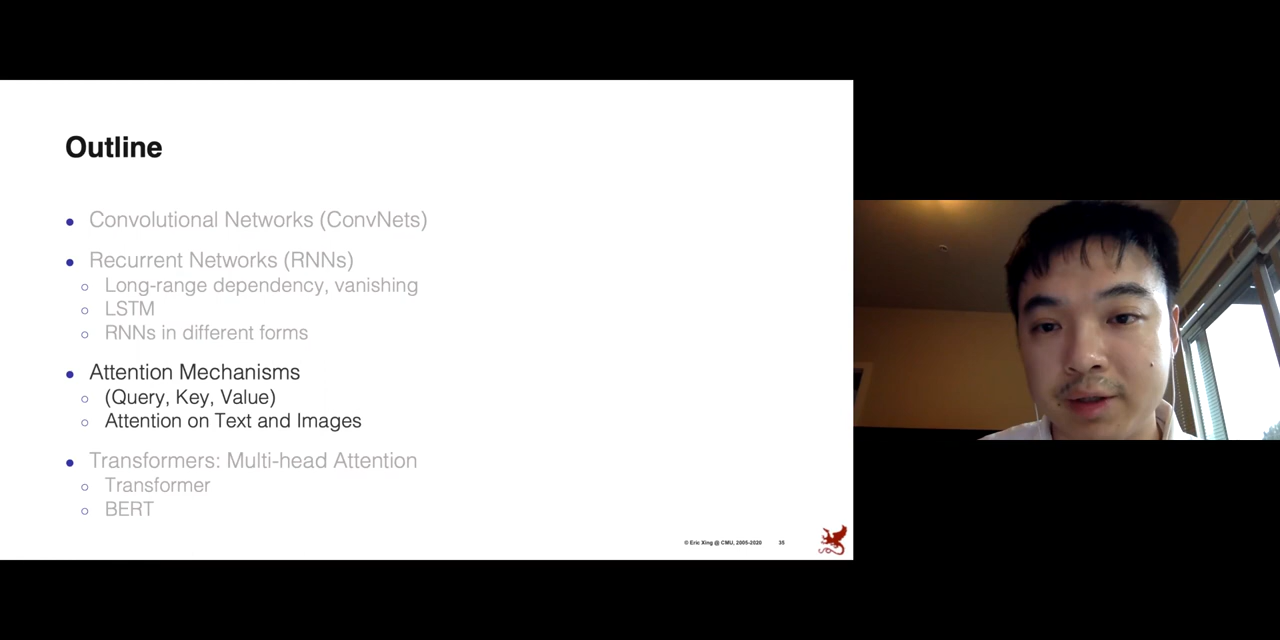 Outline
Convolutional Networks (ConvNets)
Recurrent Networks (RNNs)
Long-range dependency, vanishing
LSTM
RNNs in different forms
Attention Mechanisms
(Query, Key, Value)
Attention on Text and Images
Transformers: Multi-head Attention
Transformer
BERT
© Eric Xing @ CMU, 2005-2020 35